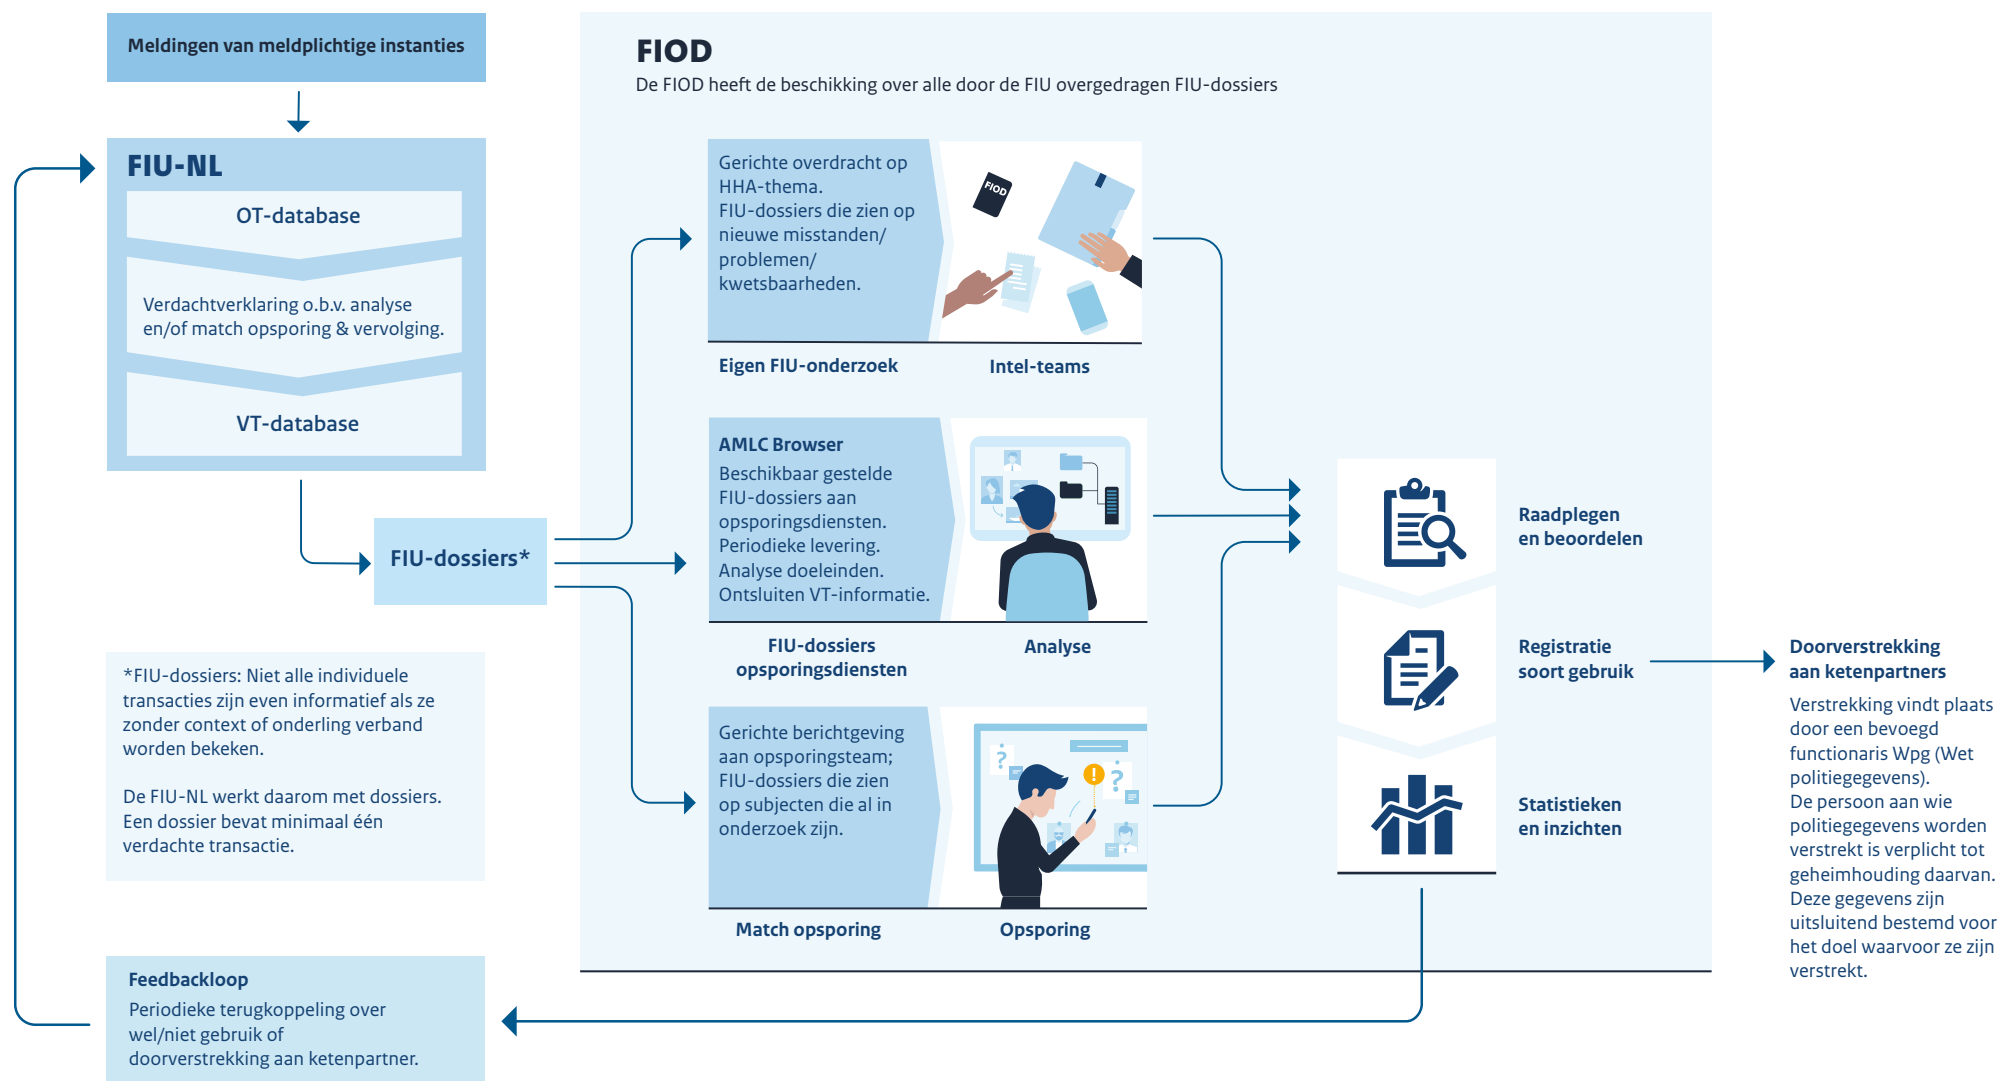 Meldingen van meldplichtige instanties
FIU-NL
OT-database
Verdachtverklaring o.b.v. analyse
en/of match opsporing & vervolging.
VT-database
FIU-dossiers*
*FIU-dossiers: Niet alle individuele
transacties zijn even informatief als ze
zonder context of onderling verband
worden bekeken.
De FIU-NL werkt daarom met dossiers.
Een dossier bevat minimaal één
verdachte transactie.
Feedbackloop
Periodieke terugkoppeling over
wel/niet gebruik of
doorverstrekking aan ketenpartner.
FIOD
De FIOD heeft de beschikking over alle door de FIU overgedragen FIU-dossiers
Gerichte overdracht op
HHA-thema.
FIU-dossiers die zien op
nieuwe misstanden/
problemen/
kwetsbaarheden.
FIOD
Eigen FIU-onderzoek
Intel-teams
AMLC Browser
Beschikbaar gestelde
FIU-dossiers aan
opsporingsdiensten.
Periodieke levering.
Analyse doeleinden.
Ontsluiten VT-informatie.
FIU-dossiers
opsporingsdiensten
Analyse
Gerichte berichtgeving
aan opsporingsteam;
FIU-dossiers die zien
op subjecten die al in
onderzoek zijn.
?
!
?
Match opsporing
Opsporing
Raadplegen
en beoordelen
Registratie
soort gebruik
Statistieken
en inzichten
Doorverstrekking
aan ketenpartners
Verstrekking vindt plaats
door een bevoegd
functionaris Wpg (Wet
politiegegevens).
De persoon aan wie
politiegegevens worden
verstrekt is verplicht tot
geheimhouding daarvan.
Deze gegevens zijn
uitsluitend bestemd voor
het doel waarvoor ze zijn
verstrekt.